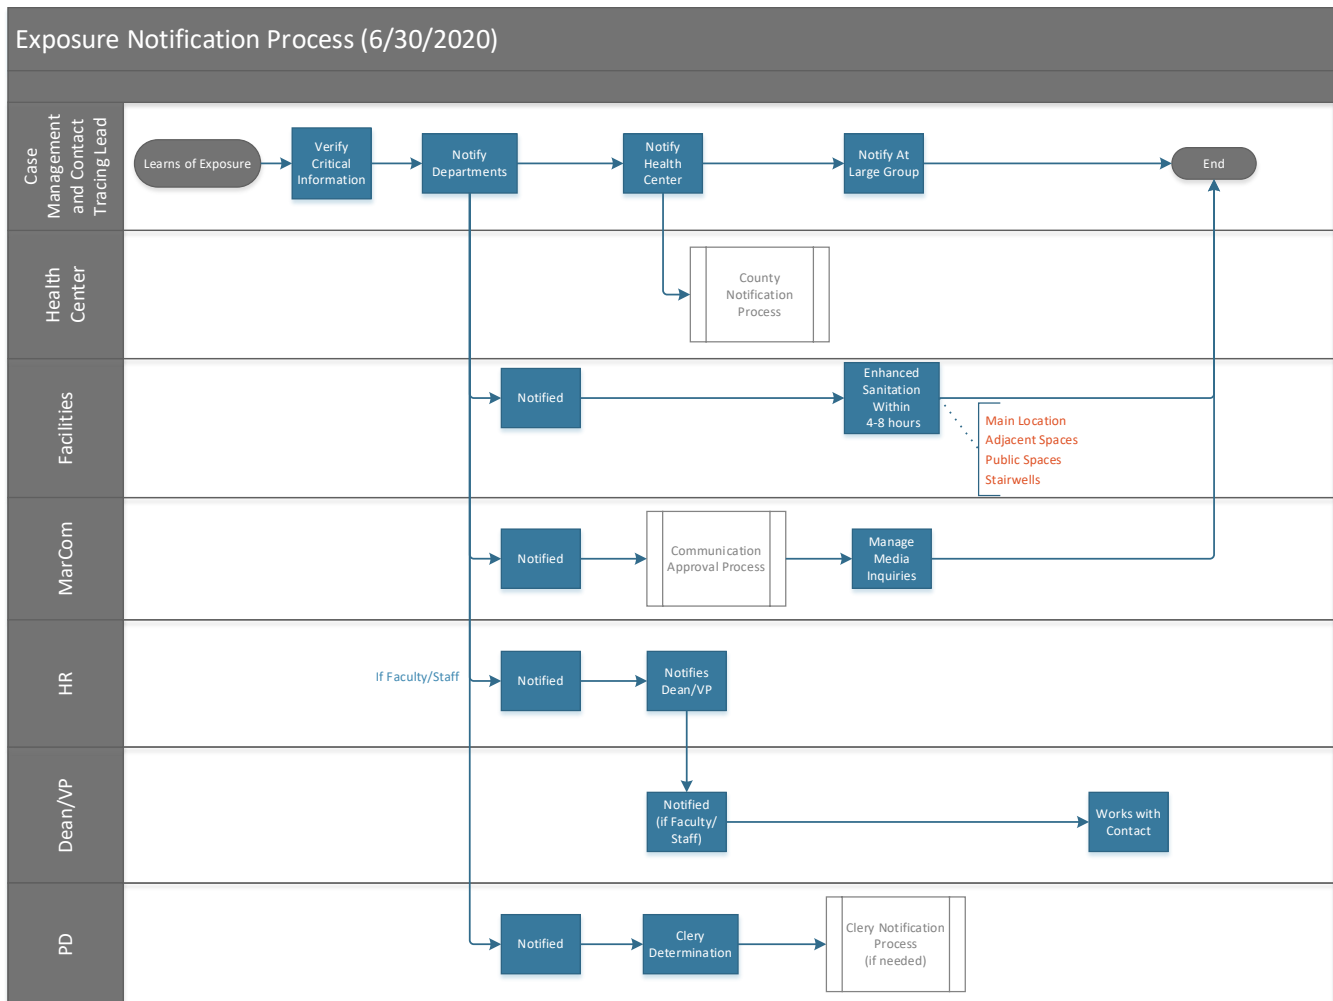 Exposure Notification Process (6/30/2020)
Case
Management
and Contact
Tracing Lead
Learns of Exposure
Verify
Critical
Information
Notify
Departments
Notify
Health
Center
Notify At
Large Group
End
Health
Center
County
Notification
Process
Facilities
Notified
Enhanced
Sanitation
Within
4-8 hours
Main Location
Adjacent Spaces
Public Spaces
Stairwells
MarCom
Notified
Communication
Approval Process
Manage
Media
Inquiries
HR
If Faculty/Staff
Notified
Notifies
Dean/VP
Dean/VP
Notified
(if Faculty/
Staff)
Works with
Contact
PD
Notified
Clery
Determination
Clery Notification
Process
(if needed)